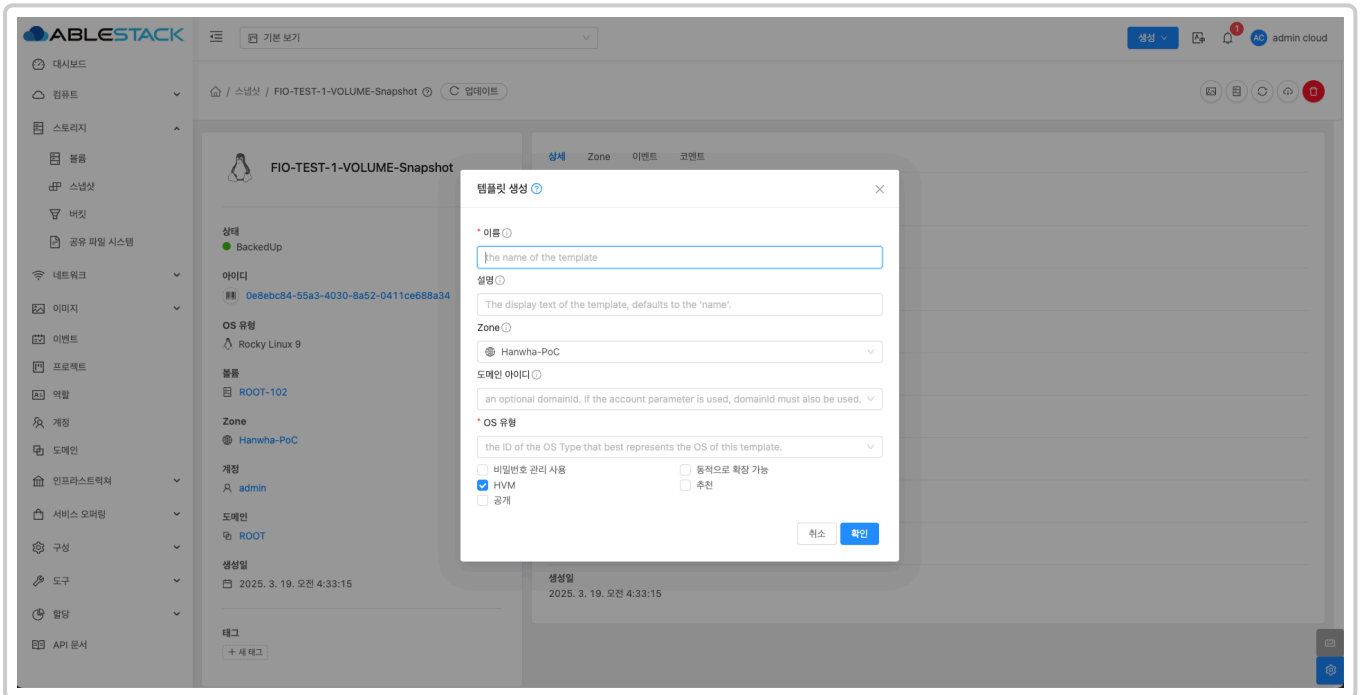 ABLESTACK
기본 보기
생성
1
AC
admin cloud
대시보드
컴퓨트
스토리지
볼륨
스냅샷
버킷
공유 파일 시스템
네트워크
이미지
이벤트
프로젝트
역할
계정
도메인
인프라스트럭쳐
서비스 오퍼링
구성
도구
할당
API 문서
/ 스냅샷 / FIO-TEST-1-VOLUME-Snapshot
업데이트
FIO-TEST-1-VOLUME-Snapshot
상태
BackedUp
아이디
0e8ebc84-55a3-4030-8a52-0411ce688a34
OS 유형
Rocky Linux 9
볼륨
ROOT-102
Zone
Hanwha-PoC
계정
admin
도메인
ROOT
생성일
2025. 3. 19. 오전 4:33:15
태그
+ 새 태그
상세 Zone 이벤트 코멘트
템플릿 생성
* 이름
the name of the template
설명
The display text of the template, defaults to the 'name'.
Zone
Hanwha-PoC
도메인 아이디
an optional domainId. If the account parameter is used, domainId must also be used.
* OS 유형
the ID of the OS Type that best represents the OS of this template.
비밀번호 관리 사용 동적으로 확장 가능
HVM 추천
공개
취소 확인
생성일
2025. 3. 19. 오전 4:33:15